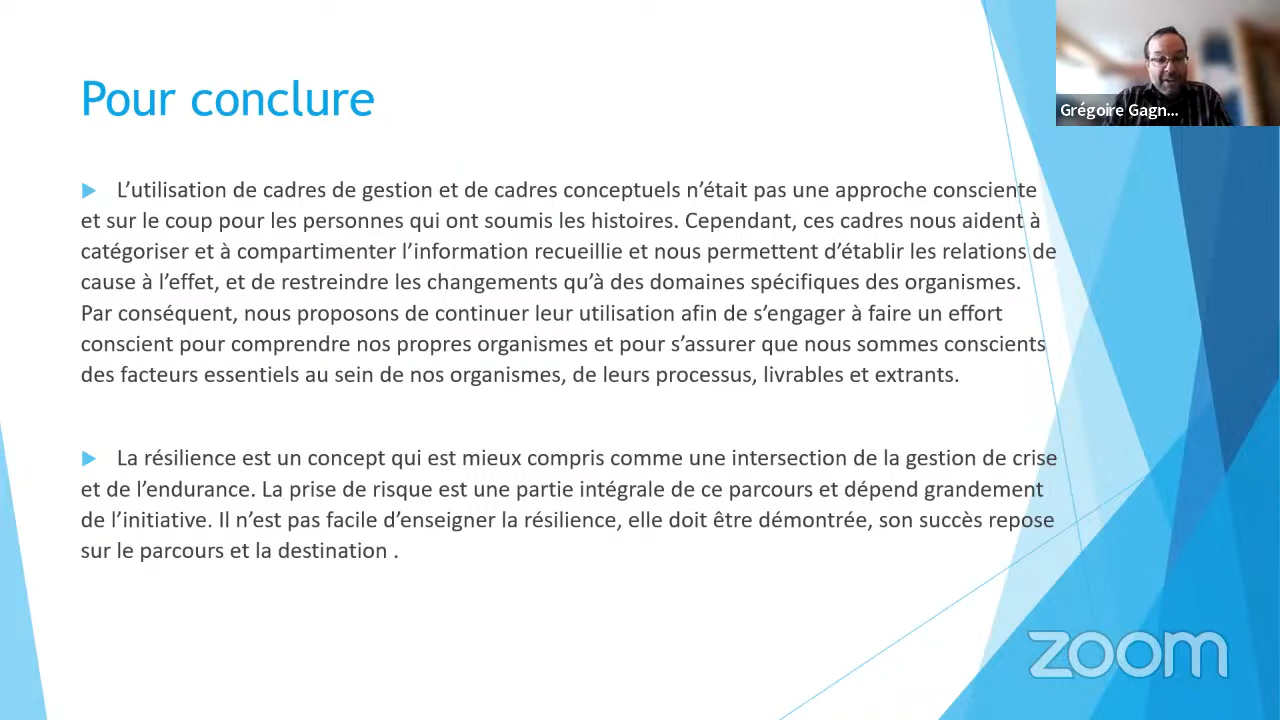 Pour conclure
Grégoire Gagn...
L’utilisation de cadres de gestion et de cadres conceptuels n’était pas une approche consciente
et sur le coup pour les personnes qui ont soumis les histoires. Cependant, ces cadres nous aident à
catégoriser et à compartimenter l’information recueillie et nous permettent d’établir les relations de
cause à l’effet, et de restreindre les changements qu’à des domaines spécifiques des organismes.
Par conséquent, nous proposons de continuer leur utilisation afin de s’engager à faire un effort
conscient pour comprendre nos propres organismes et pour s’assurer que nous sommes conscients
des facteurs essentiels au sein de nos organismes, de leurs processus, livrables et extrants.
La résilience est un concept qui est mieux compris comme une intersection de la gestion de crise
et de l’endurance. La prise de risque est une partie intégrale de ce parcours et dépend grandement
de l’initiative. Il n’est pas facile d’enseigner la résilience, elle doit être démontrée, son succès repose
sur le parcours et la destination .
zoom